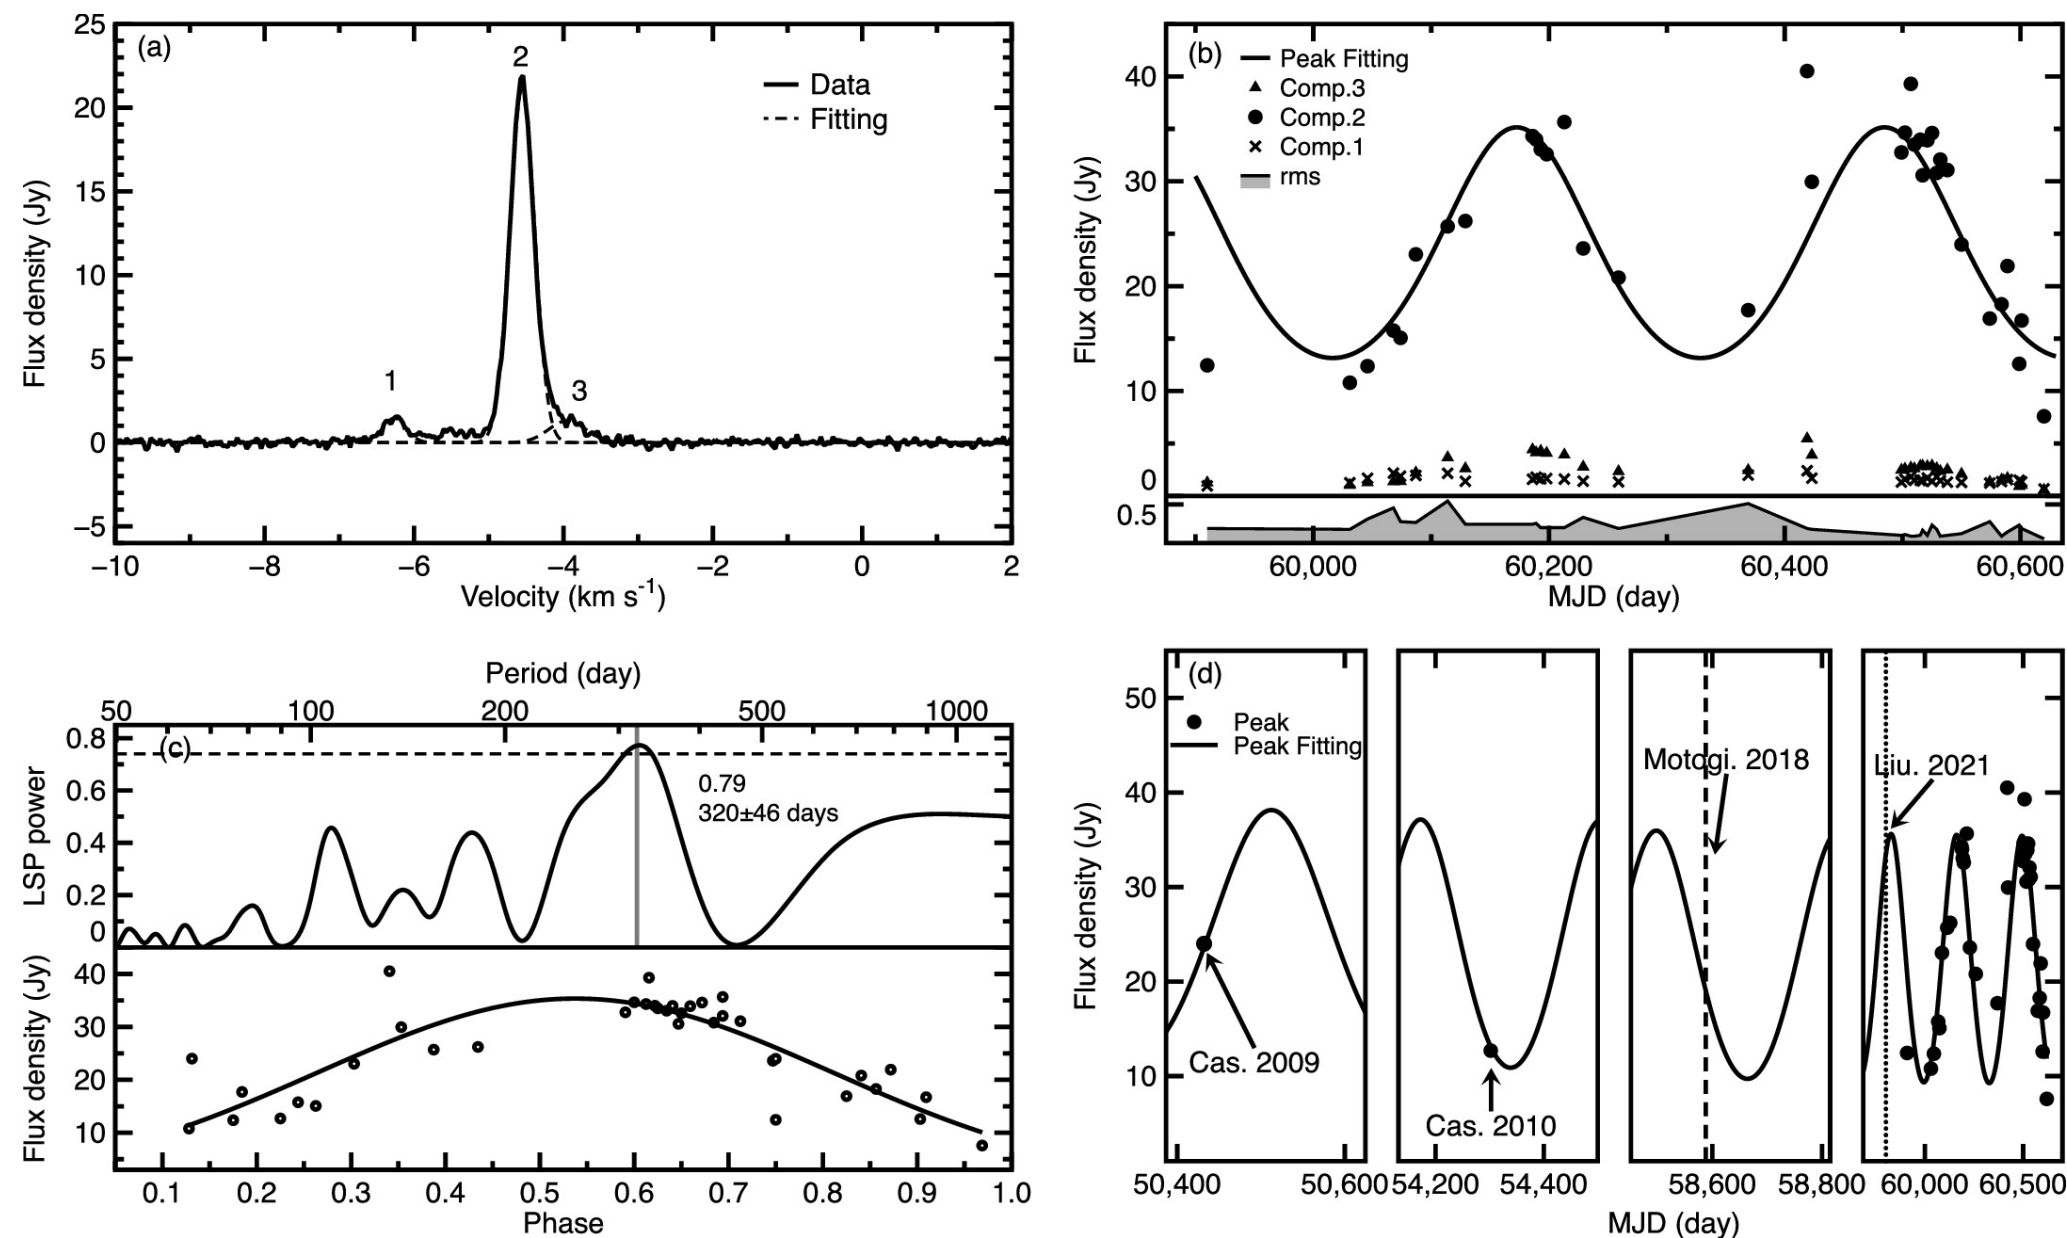 (a)
25
20
15
10
5
0
−5
Flux density (Jy)
1
2
3
Data
Fitting
−10 −8 −6 −4 −2 0 2
Velocity (km s-1)
(b)
Peak Fitting
Comp.3
Comp.2
Comp.1
rms
40
30
20
10
0
0.5
Flux density (Jy)
60,000 60,200 60,400 60,600
MJD (day)
Period (day)
50 100 200 500 1000
(c)
0.8
0.6
0.4
0.2
0
LSP power
0.79
320±46 days
40
30
20
10
Flux density (Jy)
0.1 0.2 0.3 0.4 0.5 0.6 0.7 0.8 0.9 1.0
Phase
(d)
Peak
Peak Fitting
50
40
30
20
10
Flux density (Jy)
Cas. 2009
Cas. 2010
Motogi. 2018
Liu. 2021
50,400 50,600 54,200 54,400 58,600 58,800 60,000 60,500
MJD (day)